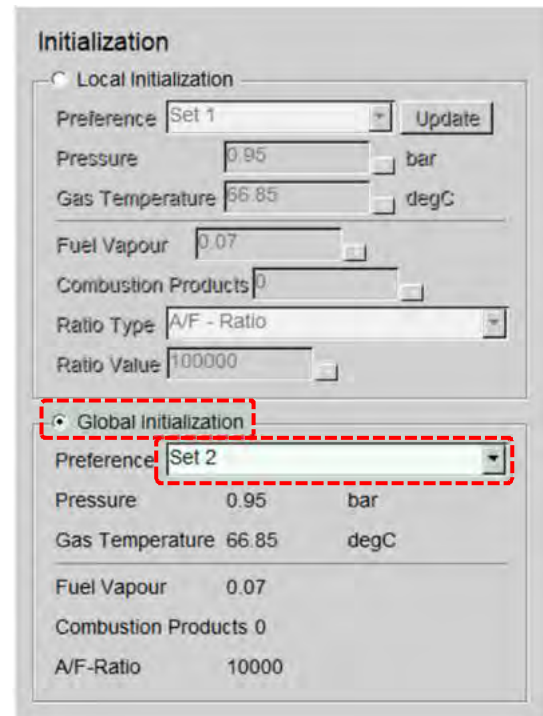 Initialization
Local Initialization
Preference Set 1 Update
Pressure 0.95 bar
Gas Temperature 66.85 degC
Fuel Vapour 0.07
Combustion Products 0
Ratio Type A/F - Ratio
Ratio Value 100000
Global Initialization
Preference Set 2
Pressure 0.95 bar
Gas Temperature 66.85 degC
Fuel Vapour 0.07
Combustion Products 0
A/F-Ratio 10000